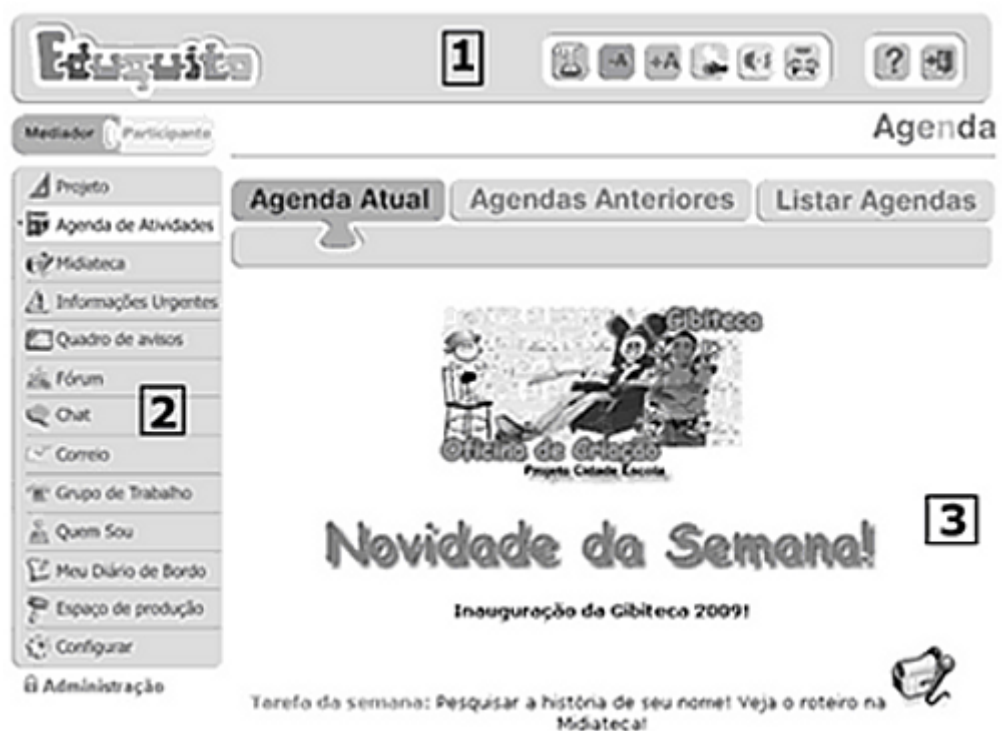 Eduquito
1
-A +A ?
Mediador Participante
Agenda
Projeto
Agenda de Atividades
Midiateca
Informações Urgentes
Quadro de avisos
Fórum
Chat
2
Correio
Grupo de Trabalho
Quem Sou
Meu Diário de Bordo
Espaço de produção
Configurar
Administração
Agenda Atual Agendas Anteriores Listar Agendas
Gibiteca
Oficina de Criação
Projeto Cidade Escola
3
Novidade da Semana!
Inauguração da Gibiteca 2009!
Tarefa da semana: Pesquisar a história de seu nome! Veja o roteiro na
Midiateca!